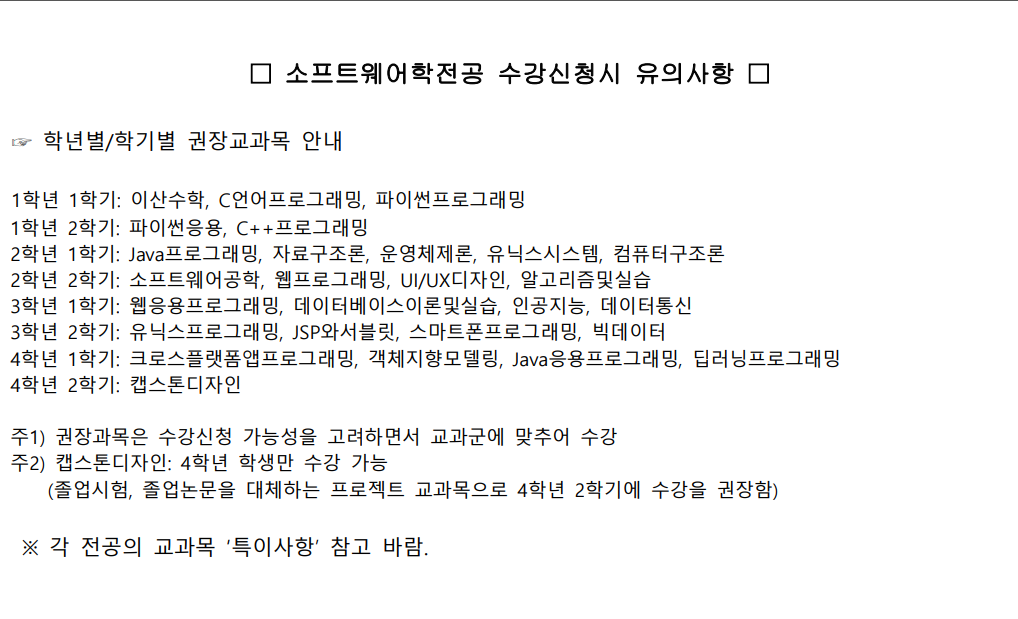 □ 소프트웨어학전공 수강신청시 유의사항 □
☞ 학년별/학기별 권장교과목 안내
1학년 1학기: 이산수학, C언어프로그래밍, 파이썬프로그래밍
1학년 2학기: 파이썬응용, C++프로그래밍
2학년 1학기: Java프로그래밍, 자료구조론, 운영체제론, 유닉스시스템, 컴퓨터구조론
2학년 2학기: 소프트웨어공학, 웹프로그래밍, UI/UX디자인, 알고리즘및실습
3학년 1학기: 웹응용프로그래밍, 데이터베이스이론및실습, 인공지능, 데이터통신
3학년 2학기: 유닉스프로그래밍, JSP와서블릿, 스마트폰프로그래밍, 빅데이터
4학년 1학기: 크로스플랫폼앱프로그래밍, 객체지향모델링, Java응용프로그래밍, 딥러닝프로그래밍
4학년 2학기: 캡스톤디자인
주1) 권장과목은 수강신청 가능성을 고려하면서 교과군에 맞추어 수강
주2) 캡스톤디자인: 4학년 학생만 수강 가능
(졸업시험, 졸업논문을 대체하는 프로젝트 교과목으로 4학년 2학기에 수강을 권장함)
※ 각 전공의 교과목 '특이사항' 참고 바람.